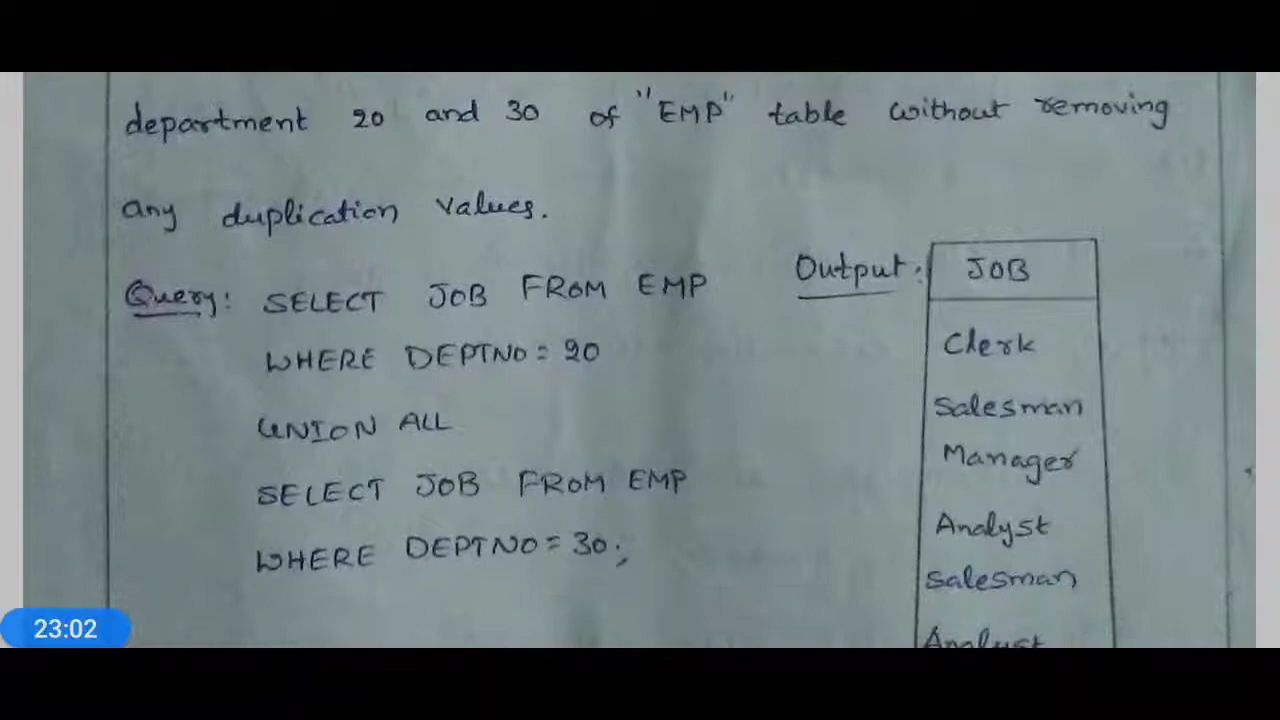 department 20 and 30 of "EMP" table without removing
any duplication values.
Query: SELECT JOB FROM EMP
WHERE DEPTNO = 20
UNION ALL
SELECT JOB FROM EMP
WHERE DEPTNO = 30;
Output:
JOB
Clerk
Salesman
Manager
Analyst
Salesman
Analyst
23:02